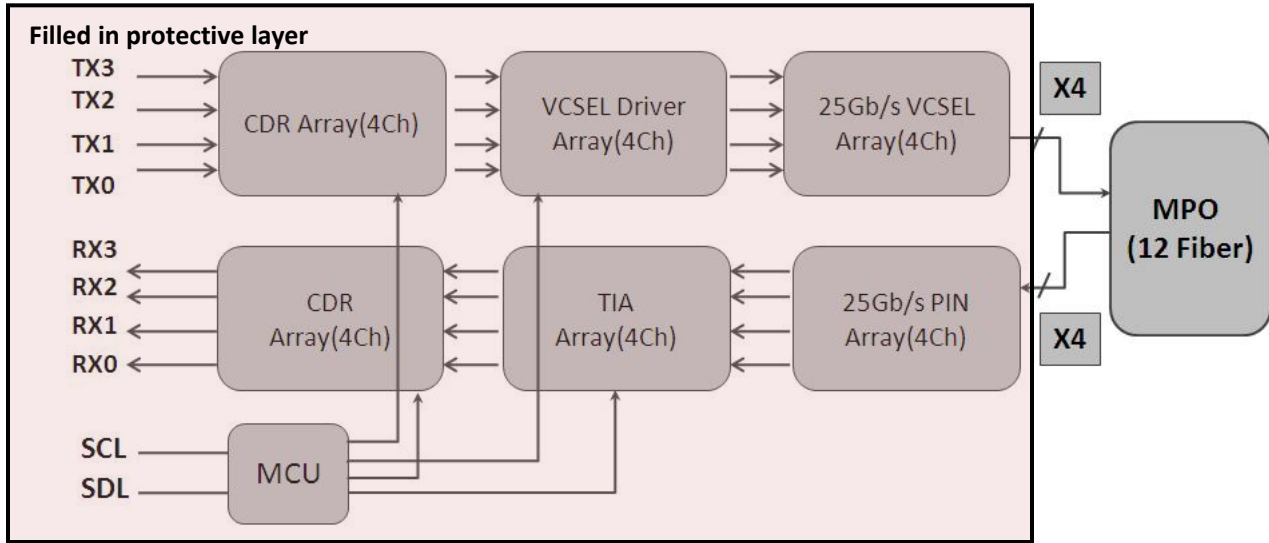 Filled in protective layer
TX3
TX2
TX1
TX0
CDR Array(4Ch)
VCSEL Driver
Array(4Ch)
25Gb/s VCSEL
Array(4Ch)
X4
MPO
(12 Fiber)
RX3
RX2
RX1
RX0
CDR
Array(4Ch)
TIA
Array(4Ch)
25Gb/s PIN
Array(4Ch)
X4
SCL
SDL
MCU